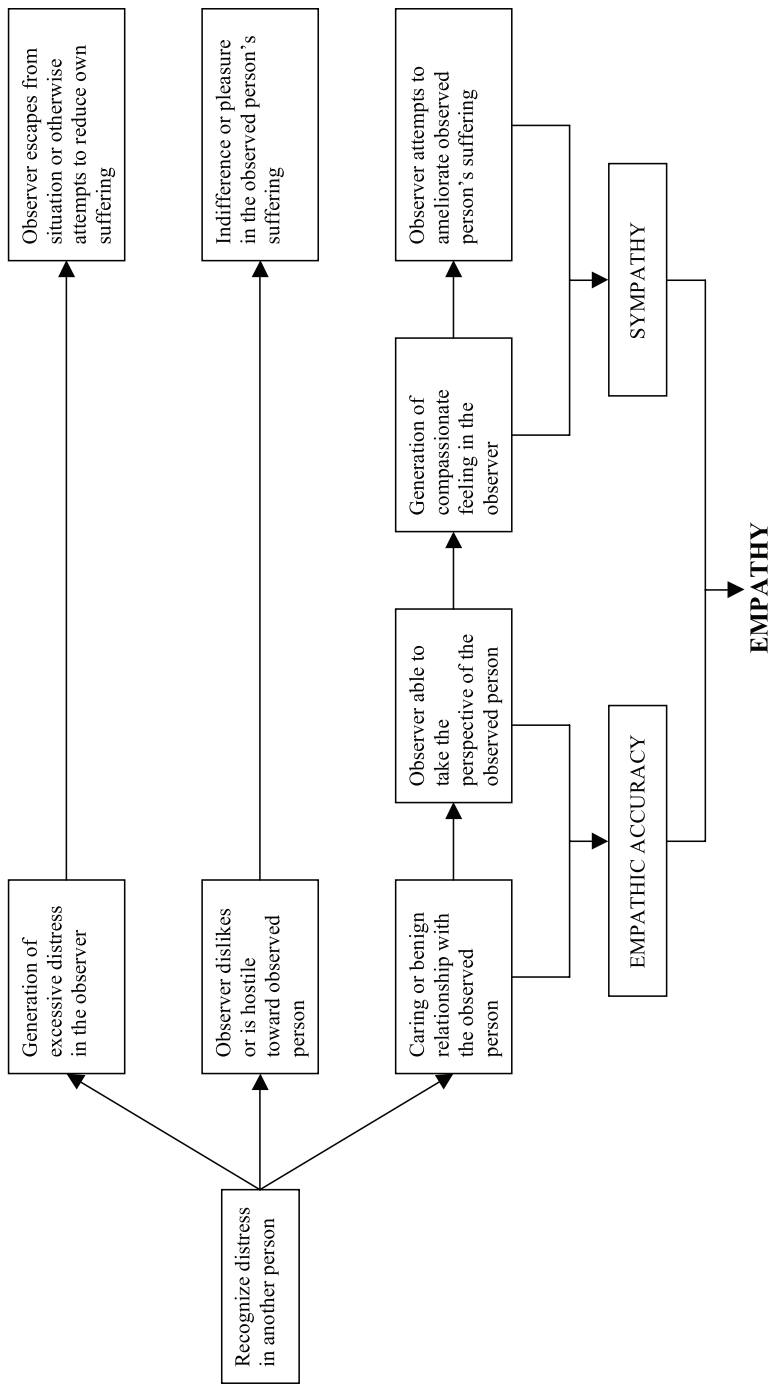 Recognize distress
in another person
Generation of
excessive distress
in the observer
Observer escapes from
situation or otherwise
attempts to reduce own
suffering
Observer dislikes
or is hostile
toward observed
person
Indifference or pleasure
in the observed person's
suffering
Caring or benign
relationship with
the observed
person
Observer able to
take the
perspective of the
observed person
Generation of
compassionate
feeling in the
observer
Observer attempts to
ameliorate observed
person's suffering
EMPATHIC ACCURACY
SYMPATHY
EMPATHY